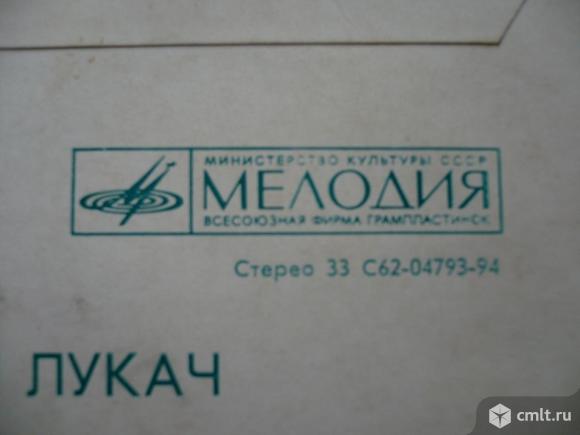 МИНИСТЕРСТВО КУЛЬТУРЫ СССР
МЕЛОДИЯ
ВСЕСОЮЗНАЯ ФИРМА ГРАМПЛАСТИНОК
Стерео 33 С62-04793-94
ЛУКАЧ
cmlt.ru